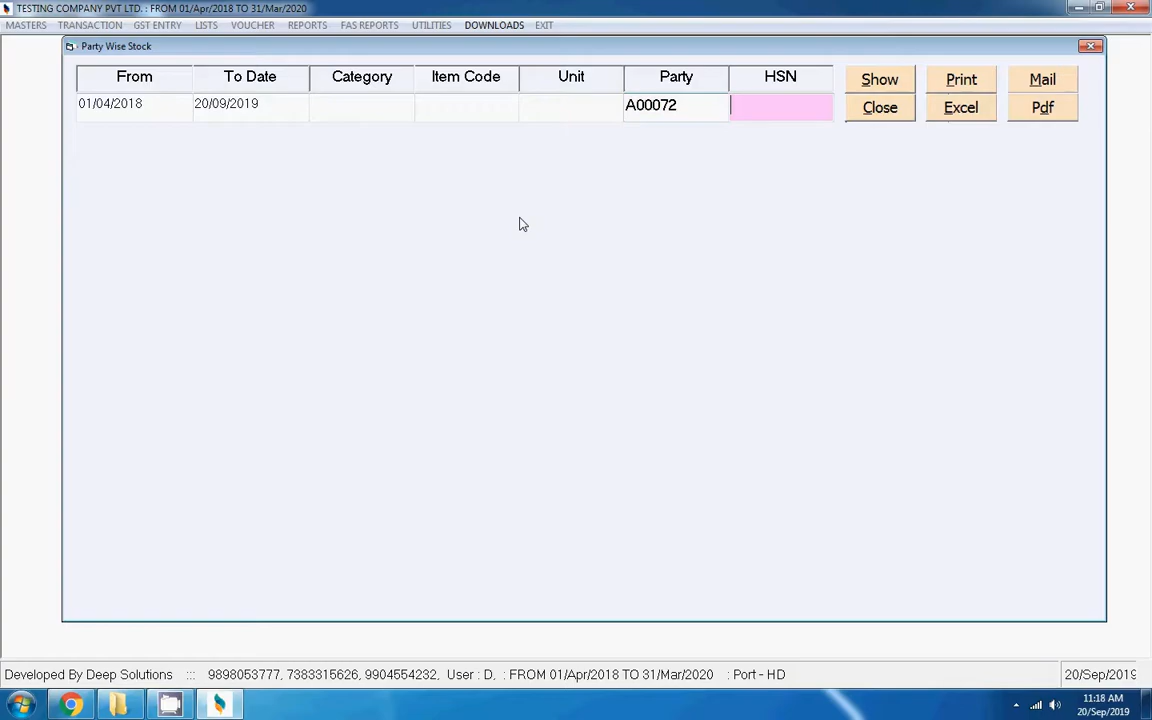 TESTING COMPANY PVT LTD. : FROM 01/Apr/2018 TO 31/Mar/2020
MASTERS TRANSACTION GST ENTRY LISTS VOUCHER REPORTS FAS REPORTS UTILITIES DOWNLOADS EXIT
Party Wise Stock
From To Date Category Item Code Unit Party HSN Show Print Mail
01/04/2018 20/09/2019 A00072 Close Excel Pdf
Developed By Deep Solutions ::: 9898053777, 7383315626, 9904554232, User : D, : FROM 01/Apr/2018 TO 31/Mar/2020 : Port - HD 20/Sep/2019
11:18 AM
20/Sep/2019